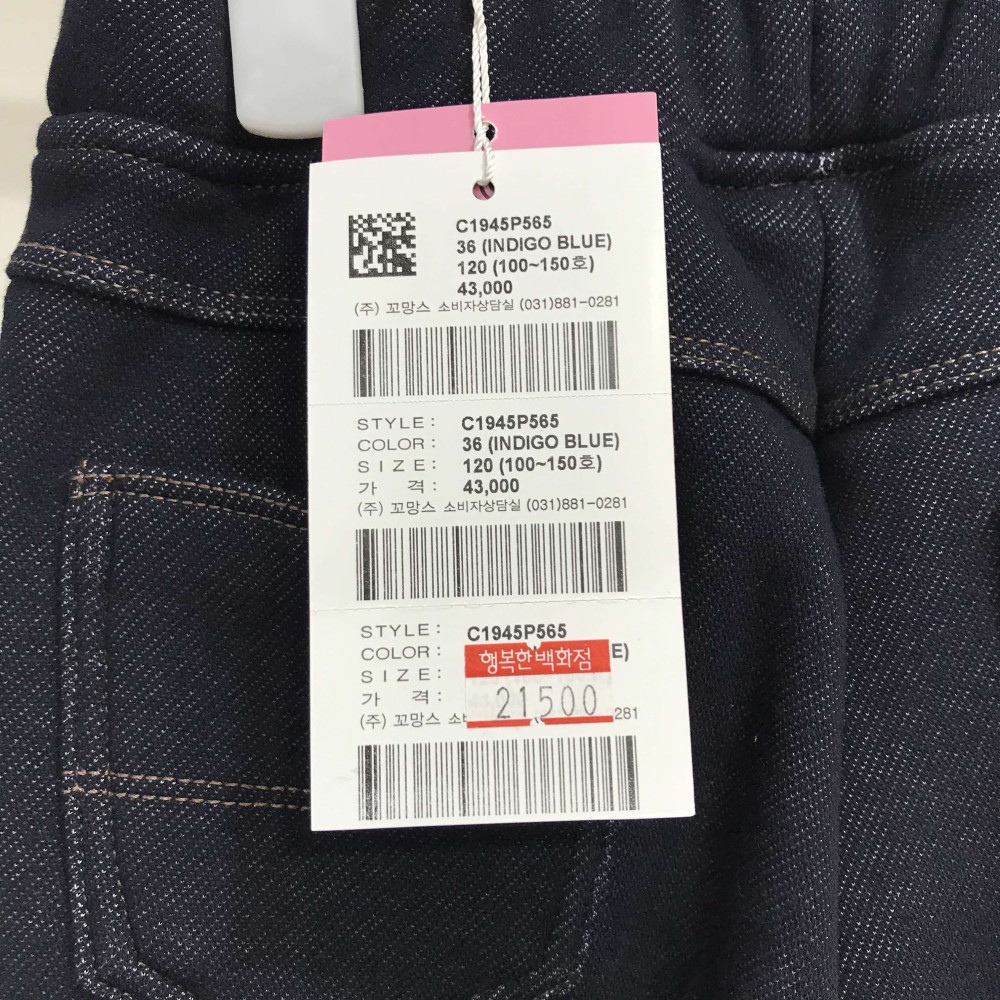 C1945P565
36 (INDIGO BLUE)
120 (100~150호)
43,000
(주) 꼬망스 소비자상담실 (031)881-0281
STYLE: C1945P565
COLOR: 36 (INDIGO BLUE)
SIZE: 120 (100~150호)
가 격: 43,000
(주) 꼬망스 소비자상담실 (031)881-0281
STYLE: C1945P565
COLOR: E)
행복한백화점
SIZE:
가 격: 21500
(주) 꼬망스 소 281